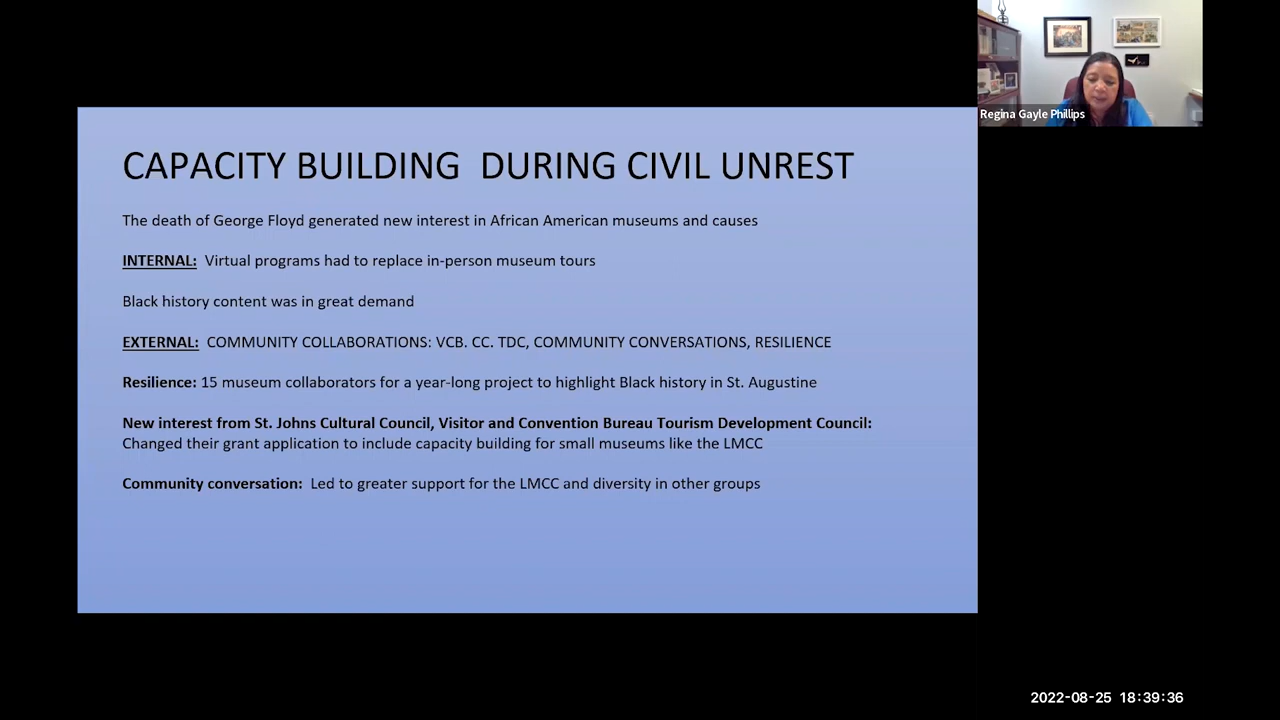 CAPACITY BUILDING  DURING CIVIL UNREST
The death of George Floyd generated new interest in African American museums and causes
INTERNAL:  Virtual programs had to replace in-person museum tours
Black history content was in great demand
EXTERNAL:  COMMUNITY COLLABORATIONS: VCB. CC. TDC, COMMUNITY CONVERSATIONS, RESILIENCE
Resilience: 15 museum collaborators for a year-long project to highlight Black history in St. Augustine
New interest from St. Johns Cultural Council, Visitor and Convention Bureau Tourism Development Council:
Changed their grant application to include capacity building for small museums like the LMCC
Community conversation:  Led to greater support for the LMCC and diversity in other groups
Regina Gayle Phillips
2022-08-25 18:39:36